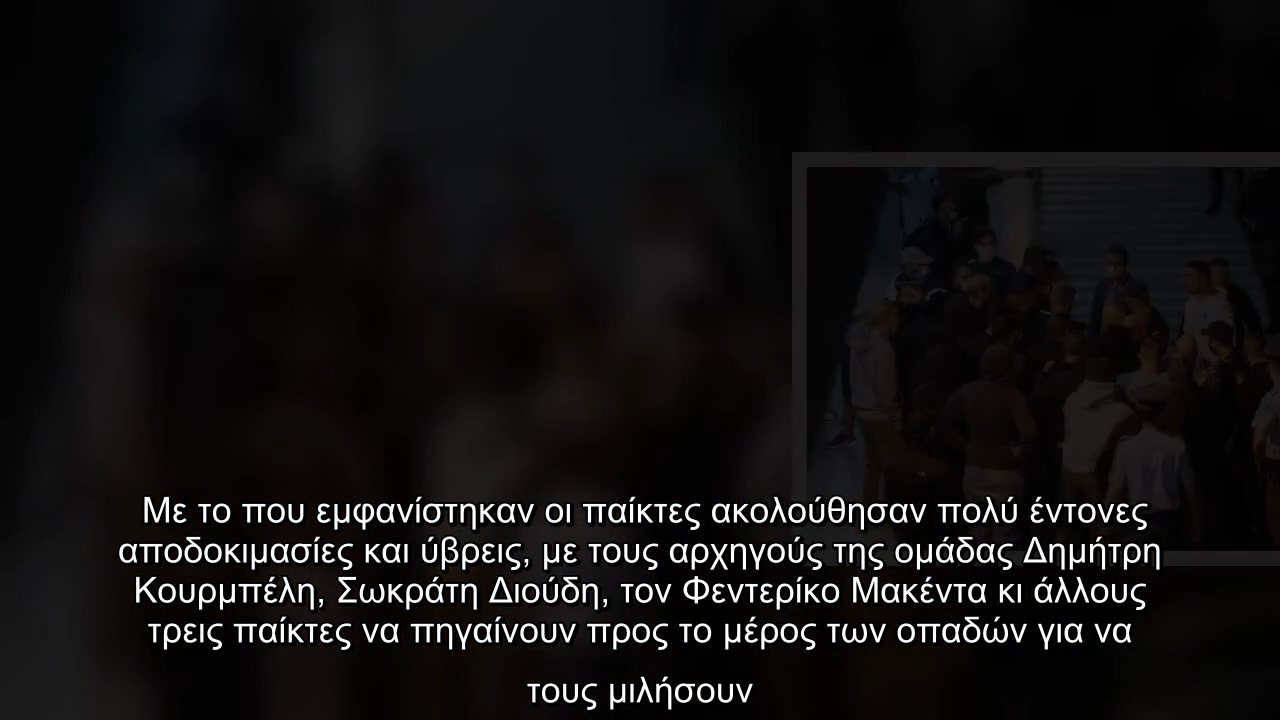 Με το που εμφανίστηκαν οι παίκτες ακολούθησαν πολύ έντονες
αποδοκιμασίες και ύβρεις, με τους αρχηγούς της ομάδας Δημήτρη
Κουρμπέλη, Σωκράτη Διούδη, τον Φεντερίκο Μακέντα κι άλλους
τρεις παίκτες να πηγαίνουν προς το μέρος των οπαδών για να
τους μιλήσουν